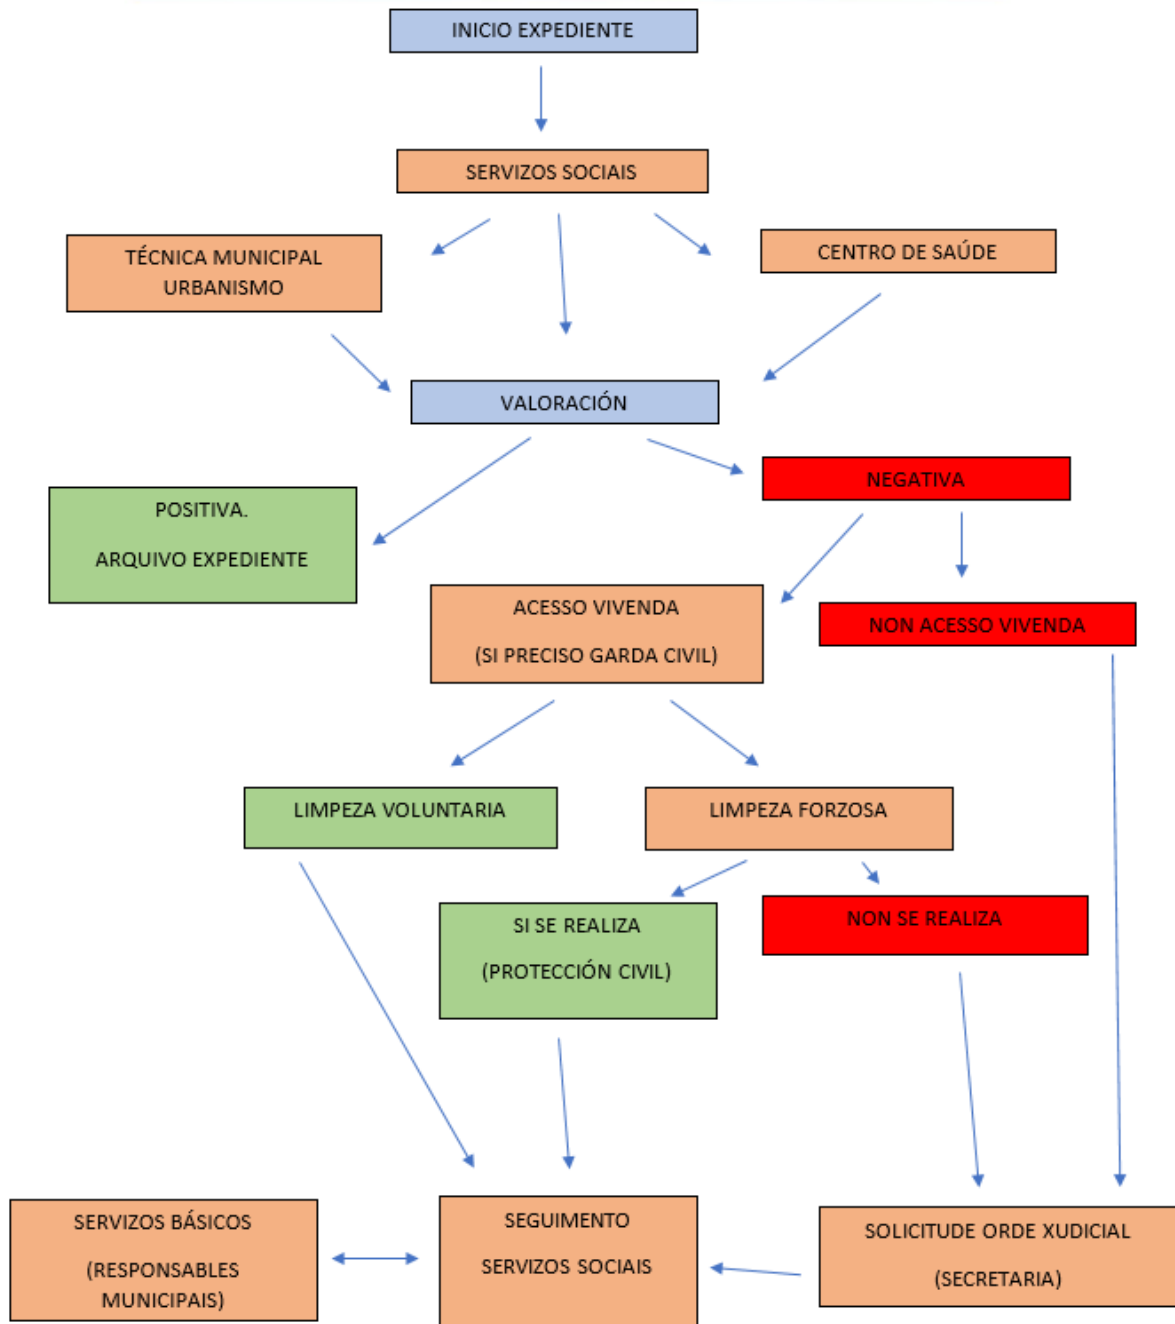 INICIO EXPEDIENTE
SERVIZOS SOCIAIS
TÉCNICA MUNICIPAL
URBANISMO
CENTRO DE SAÚDE
VALORACIÓN
POSITIVA.
ARQUIVO EXPEDIENTE
NEGATIVA
ACESSO VIVENDA
(SI PRECISO GARDA CIVIL)
NON ACESSO VIVENDA
LIMPEZA VOLUNTARIA
LIMPEZA FORZOSA
SI SE REALIZA
(PROTECCIÓN CIVIL)
NON SE REALIZA
SERVIZOS BÁSICOS
(RESPONSABLES
MUNICIPAIS)
SEGUIMENTO
SERVIZOS SOCIAIS
SOLICITUDE ORDE XUDICIAL
(SECRETARIA)